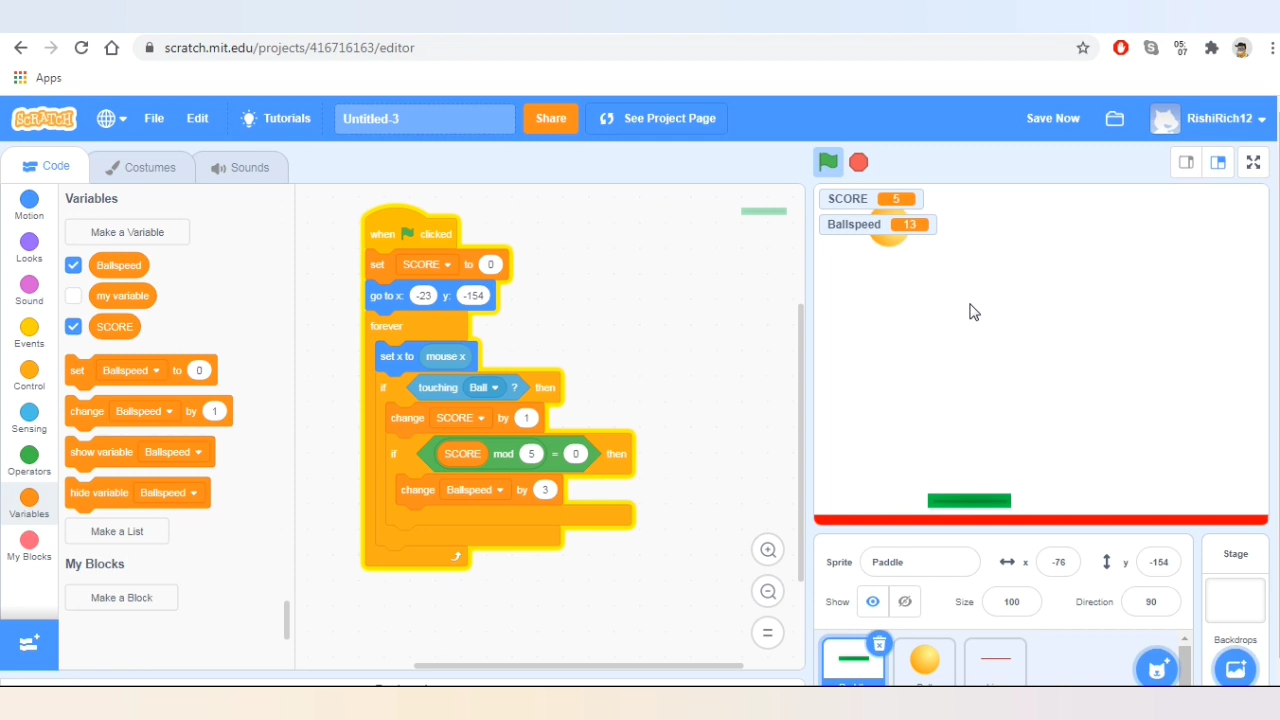 scratch.mit.edu/projects/416716163/editor
05:
07
Apps
SCRATCH
File
Edit
Tutorials
Untitled-3
Share
See Project Page
Save Now
RishiRich12
Code
Costumes
Sounds
Motion
Looks
Sound
Events
Control
Sensing
Operators
Variables
My Blocks
Variables
Make a Variable
Ballspeed
my variable
SCORE
set Ballspeed to 0
change Ballspeed by 1
show variable Ballspeed
hide variable Ballspeed
Make a List
My Blocks
Make a Block
when clicked
set SCORE to 0
go to x: -23 y: -154
forever
set x to mouse x
if touching Ball ? then
change SCORE by 1
if SCORE mod 5 = 0 then
change Ballspeed by 3
SCORE 5
Ballspeed 13
Sprite Paddle x -76 y -154
Show Size 100 Direction 90
Stage
Backdrops